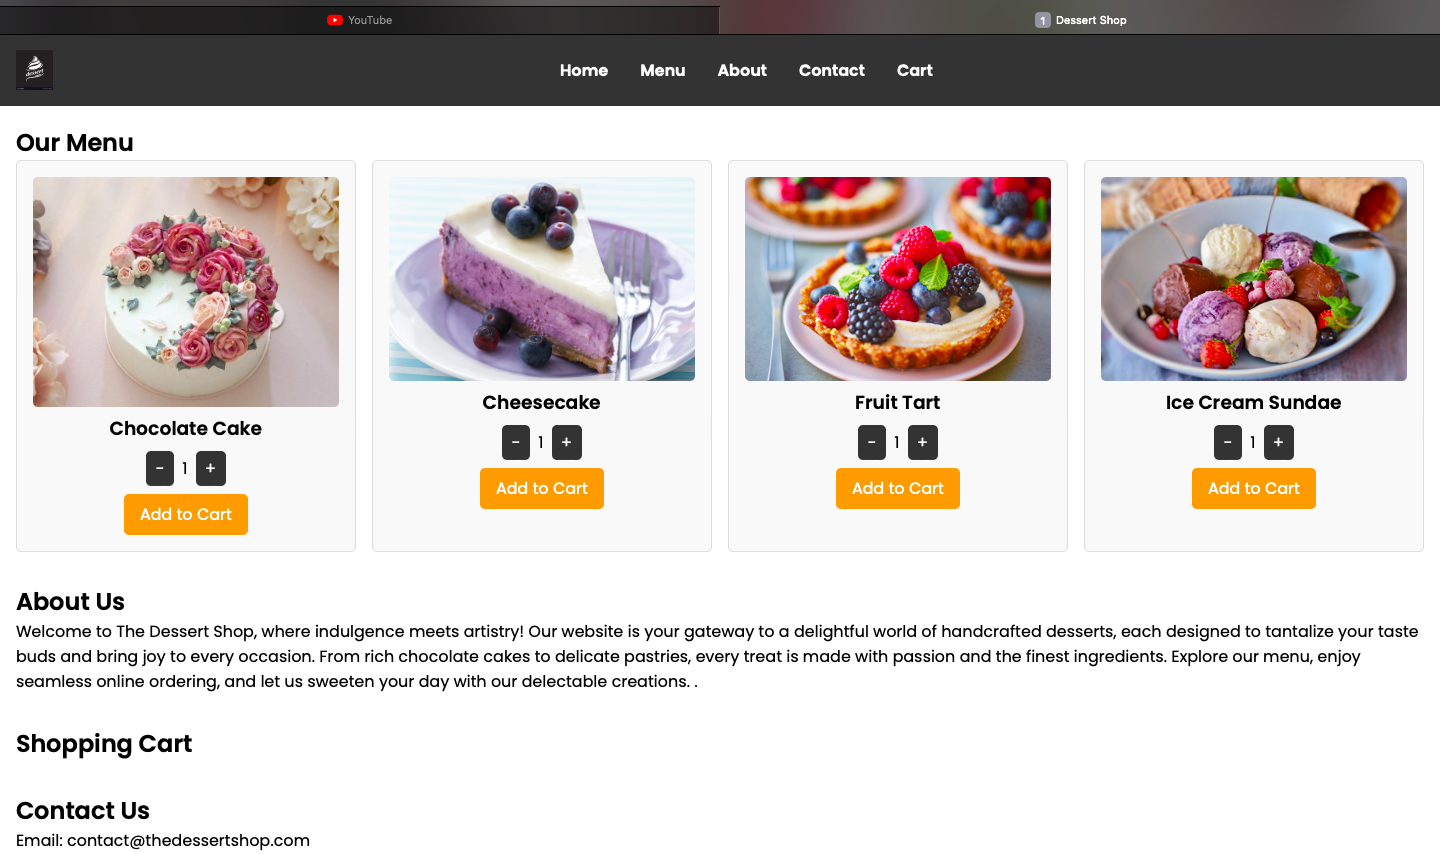 YouTube
1 Dessert Shop
dessert
Home Menu About Contact Cart
Our Menu
Chocolate Cake
- 1 +
Add to Cart
Cheesecake
- 1 +
Add to Cart
Fruit Tart
- 1 +
Add to Cart
Ice Cream Sundae
- 1 +
Add to Cart
About Us
Welcome to The Dessert Shop, where indulgence meets artistry! Our website is your gateway to a delightful world of handcrafted desserts, each designed to tantalize your taste
buds and bring joy to every occasion. From rich chocolate cakes to delicate pastries, every treat is made with passion and the finest ingredients. Explore our menu, enjoy
seamless online ordering, and let us sweeten your day with our delectable creations. .
Shopping Cart
Contact Us
Email: contact@thedessertshop.com